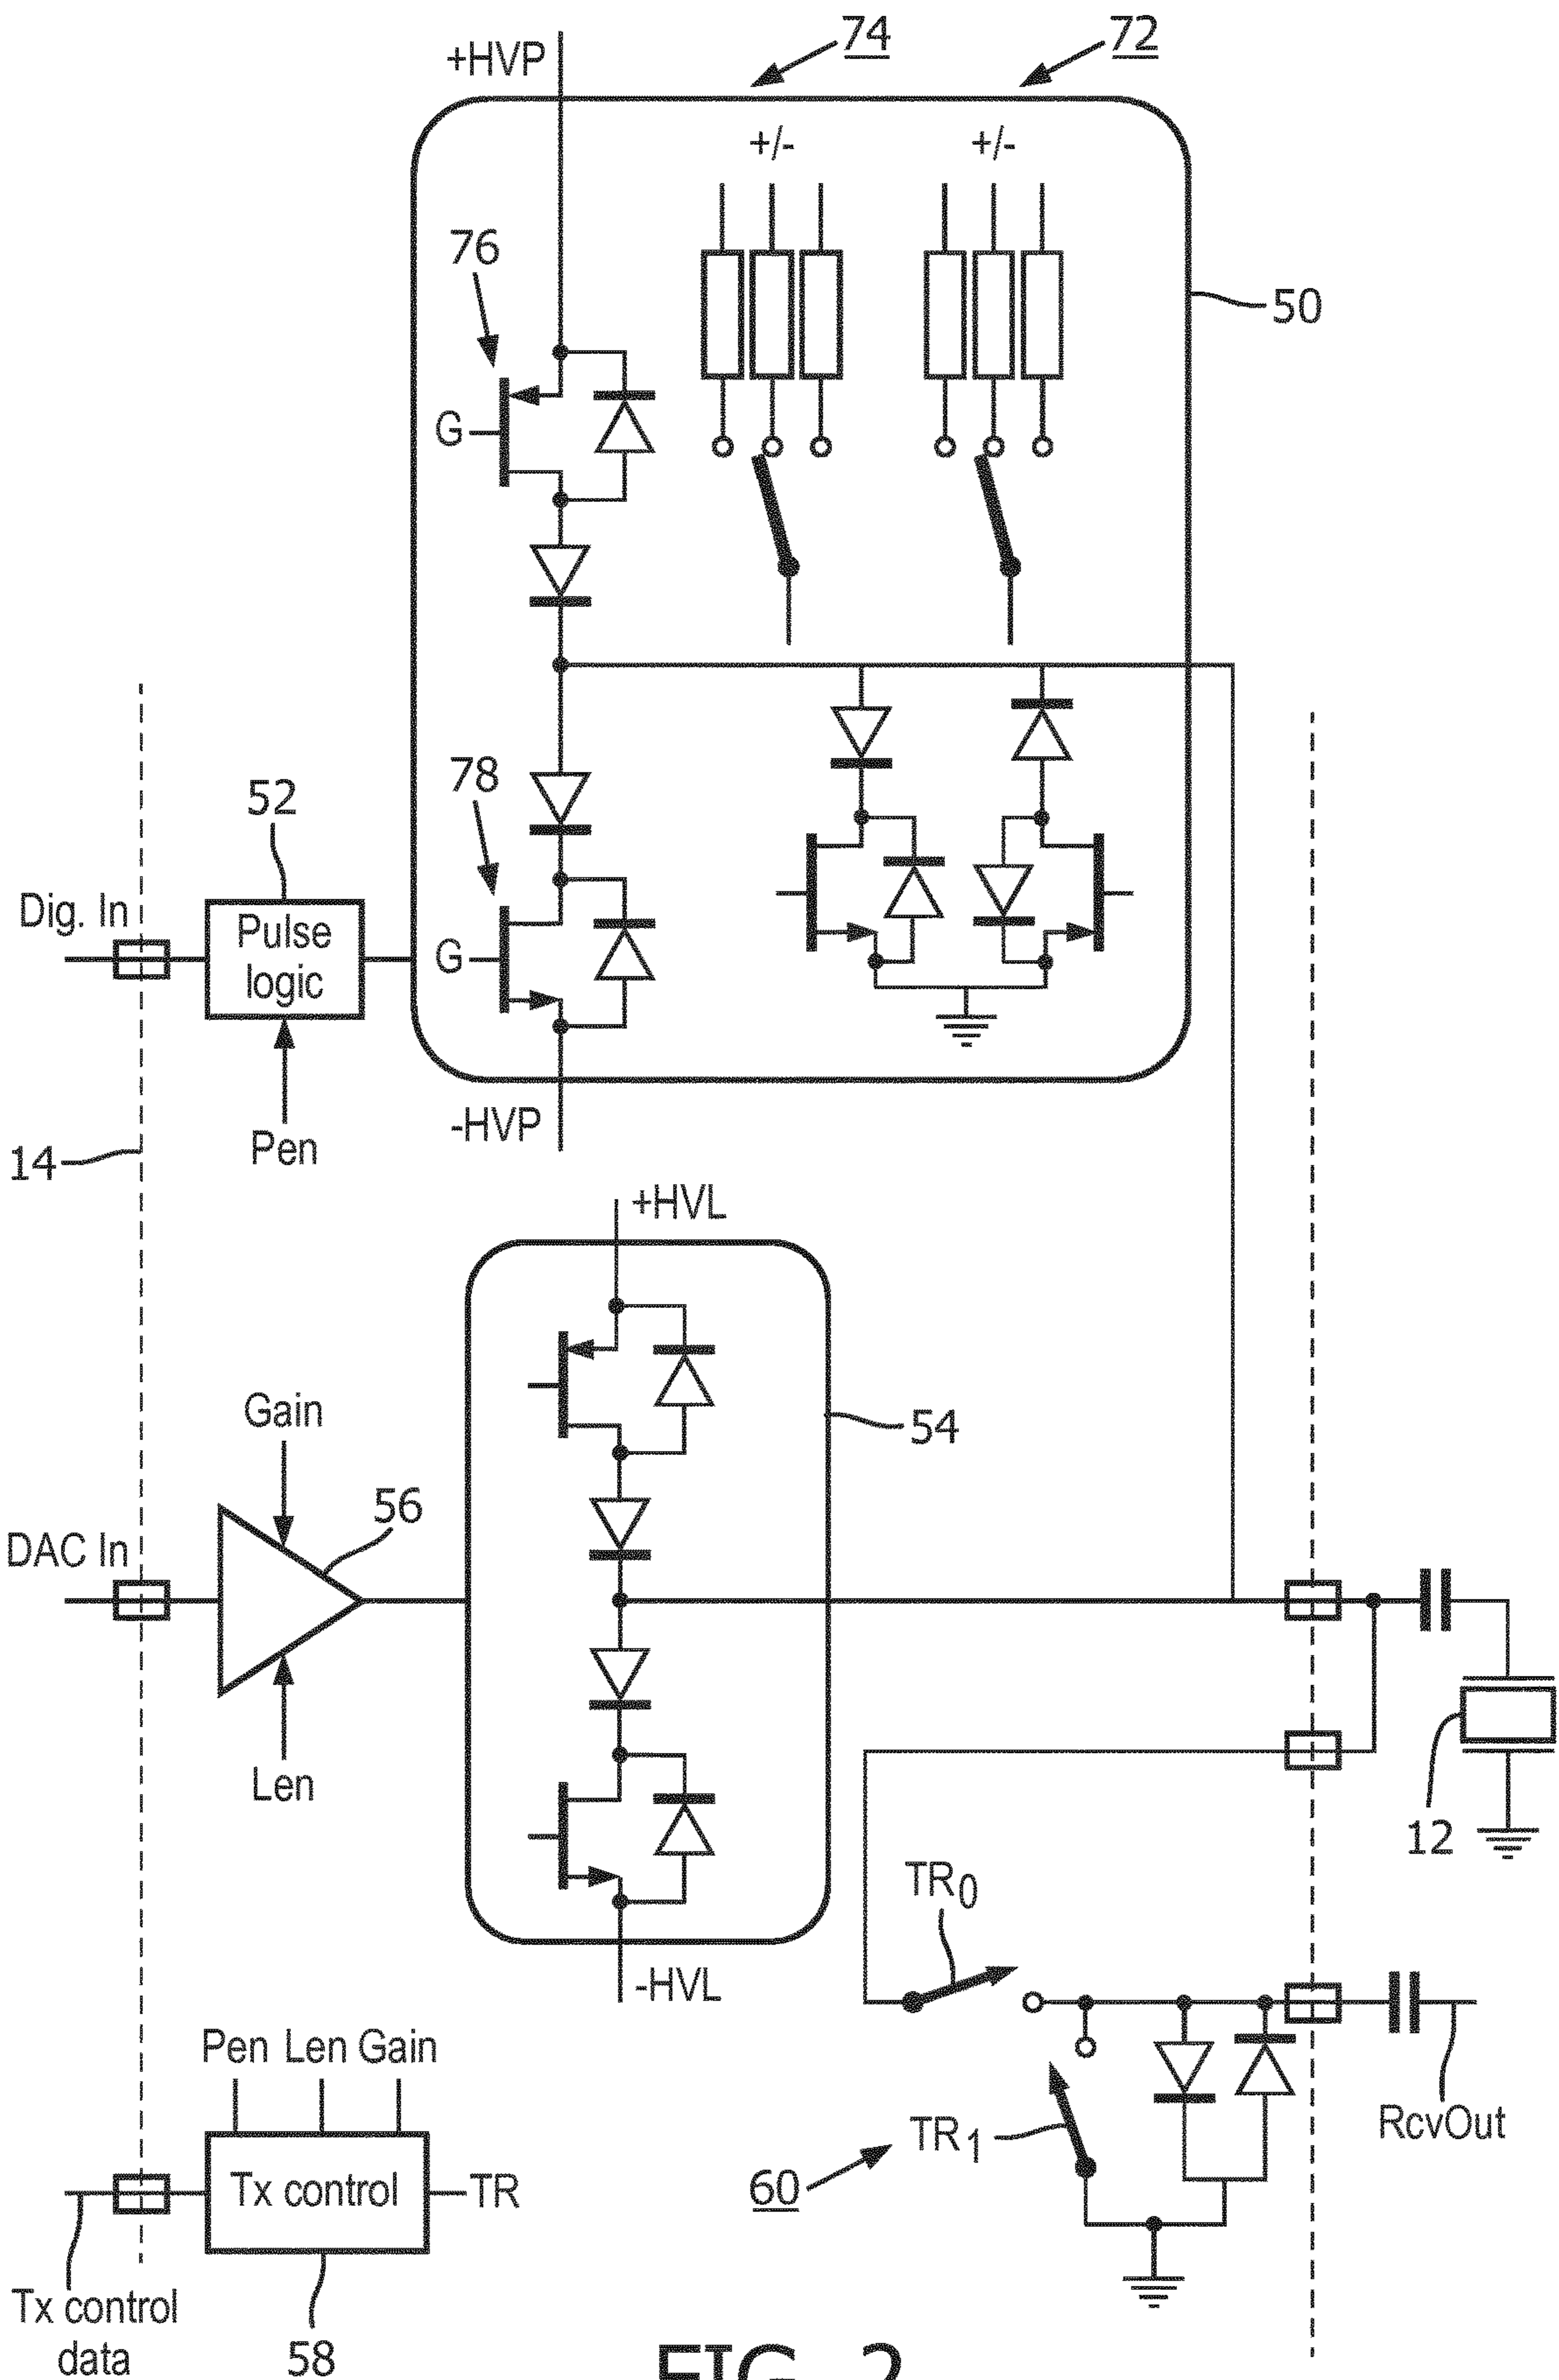 74
72
+HVP
+/-
+/-
76
G
50
78
G
52
Dig. In
Pulse
logic
Pen
-HVP
14
+HVL
Gain
54
56
DAC In
Len
12
-HVL
TR0
Pen Len Gain
Tx control
TR
TR1
60
RcvOut
Tx control
data
58
FIG. 2